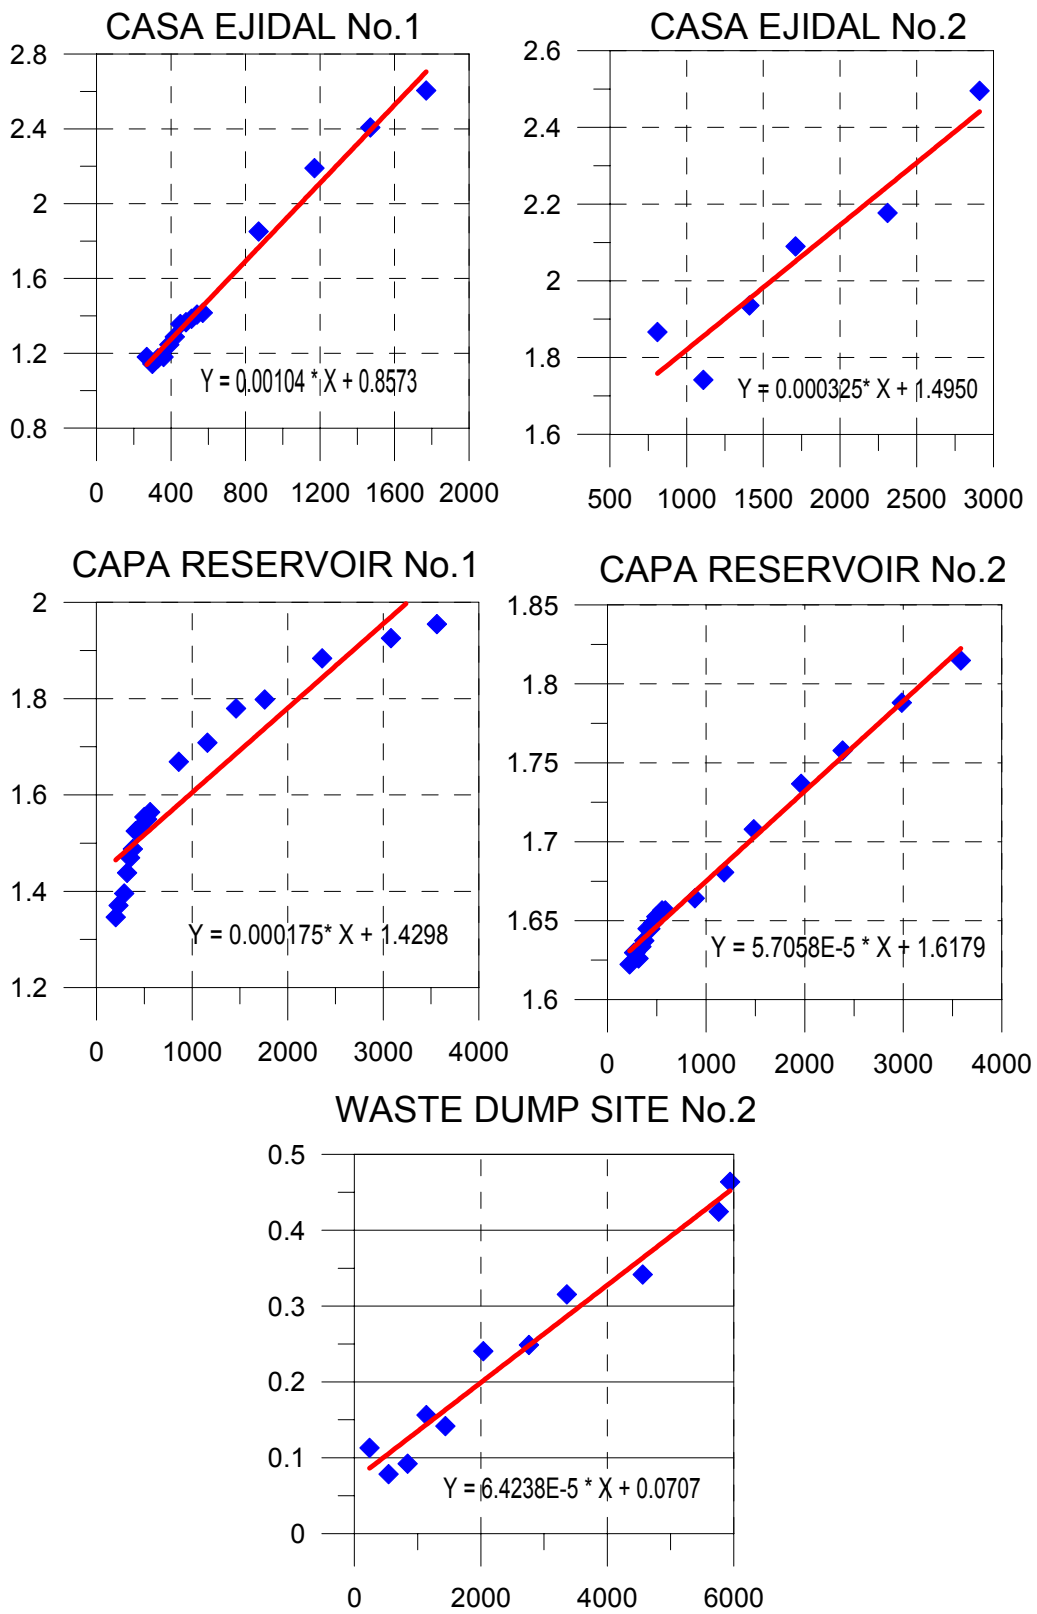 CASA EJIDAL No.1
2.8
2.4
2
1.6
1.2
0.8
Y = 0.00104 * X + 0.8573
0 400 800 1200 1600 2000
CASA EJIDAL No.2
2.6
2.4
2.2
2
1.8
1.6
Y = 0.000325* X + 1.4950
500 1000 1500 2000 2500 3000
CAPA RESERVOIR No.1
2
1.8
1.6
1.4
1.2
Y = 0.000175* X + 1.4298
0 1000 2000 3000 4000
CAPA RESERVOIR No.2
1.85
1.8
1.75
1.7
1.65
1.6
Y = 5.7058E-5 * X + 1.6179
0 1000 2000 3000 4000
WASTE DUMP SITE No.2
0.5
0.4
0.3
0.2
0.1
0
Y = 6.4238E-5 * X + 0.0707
0 2000 4000 6000